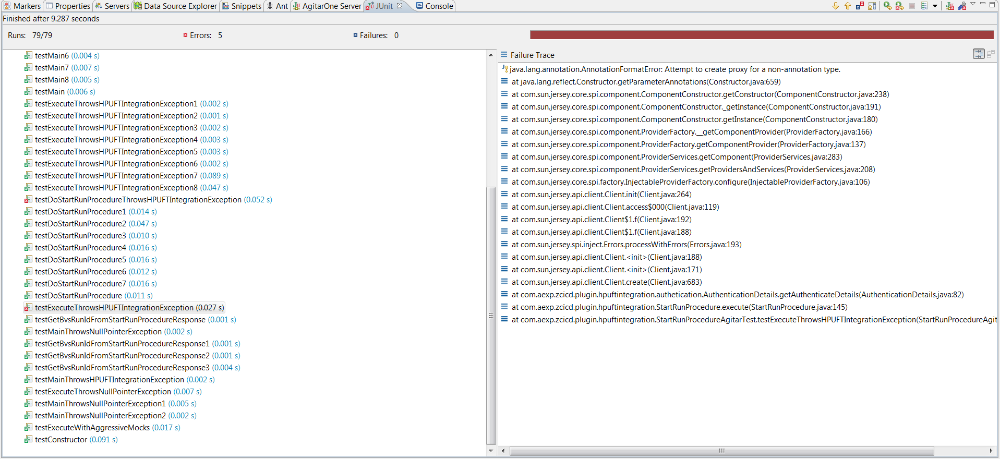 Markers Properties Servers Data Source Explorer Snippets Ant AgitarOne Server JUnit Console
Finished after 9.287 seconds
Runs: 79/79 Errors: 5 Failures: 0
testMain6 (0.004 s)
testMain7 (0.007 s)
testMain8 (0.005 s)
testMain (0.006 s)
testExecuteThrowsHPUFTIntegrationException1 (0.002 s)
testExecuteThrowsHPUFTIntegrationException2 (0.001 s)
testExecuteThrowsHPUFTIntegrationException3 (0.002 s)
testExecuteThrowsHPUFTIntegrationException4 (0.003 s)
testExecuteThrowsHPUFTIntegrationException5 (0.003 s)
testExecuteThrowsHPUFTIntegrationException6 (0.002 s)
testExecuteThrowsHPUFTIntegrationException7 (0.089 s)
testExecuteThrowsHPUFTIntegrationException8 (0.047 s)
testDoStartRunProcedureThrowsHPUFTIntegrationException (0.052 s)
testDoStartRunProcedure1 (0.014 s)
testDoStartRunProcedure2 (0.047 s)
testDoStartRunProcedure3 (0.010 s)
testDoStartRunProcedure4 (0.016 s)
testDoStartRunProcedure5 (0.016 s)
testDoStartRunProcedure6 (0.012 s)
testDoStartRunProcedure7 (0.016 s)
testDoStartRunProcedure (0.011 s)
testExecuteThrowsHPUFTIntegrationException (0.027 s)
testGetBvsRunIdFromStartRunProcedureResponse (0.001 s)
testMainThrowsNullPointerException (0.002 s)
testGetBvsRunIdFromStartRunProcedureResponse1 (0.001 s)
testGetBvsRunIdFromStartRunProcedureResponse2 (0.001 s)
testGetBvsRunIdFromStartRunProcedureResponse3 (0.004 s)
testMainThrowsHPUFTIntegrationException (0.002 s)
testExecuteThrowsNullPointerException (0.007 s)
testMainThrowsNullPointerException1 (0.005 s)
testMainThrowsNullPointerException2 (0.002 s)
testExecuteWithAggressiveMocks (0.017 s)
testConstructor (0.091 s)
Failure Trace
java.lang.annotation.AnnotationFormatError: Attempt to create proxy for a non-annotation type.
at java.lang.reflect.Constructor.getParameterAnnotations(Constructor.java:659)
at com.sun.jersey.core.spi.component.ComponentConstructor.getConstructor(ComponentConstructor.java:238)
at com.sun.jersey.core.spi.component.ComponentConstructor._getInstance(ComponentConstructor.java:191)
at com.sun.jersey.core.spi.component.ComponentConstructor.getInstance(ComponentConstructor.java:180)
at com.sun.jersey.core.spi.component.ProviderFactory.__getComponentProvider(ProviderFactory.java:166)
at com.sun.jersey.core.spi.component.ProviderFactory.getComponentProvider(ProviderFactory.java:137)
at com.sun.jersey.core.spi.component.ProviderServices.getComponent(ProviderServices.java:283)
at com.sun.jersey.core.spi.component.ProviderServices.getProvidersAndServices(ProviderServices.java:208)
at com.sun.jersey.core.spi.factory.InjectableProviderFactory.configure(InjectableProviderFactory.java:106)
at com.sun.jersey.api.client.Client.init(Client.java:264)
at com.sun.jersey.api.client.Client.access$000(Client.java:119)
at com.sun.jersey.api.client.Client$1.f(Client.java:192)
at com.sun.jersey.api.client.Client$1.f(Client.java:188)
at com.sun.jersey.spi.inject.Errors.processWithErrors(Errors.java:193)
at com.sun.jersey.api.client.Client.<init>(Client.java:188)
at com.sun.jersey.api.client.Client.<init>(Client.java:171)
at com.sun.jersey.api.client.Client.create(Client.java:683)
at com.aexp.zcicd.plugin.hpuftintegration.authetication.AuthenticationDetails.getAuthenticateDetails(AuthenticationDetails.java:82)
at com.aexp.zcicd.plugin.hpuftintegration.StartRunProcedure.execute(StartRunProcedure.java:145)
at com.aexp.zcicd.plugin.hpuftintegration.StartRunProcedureAgitarTest.testExecuteThrowsHPUFTIntegrationException(StartRunProcedureAgit